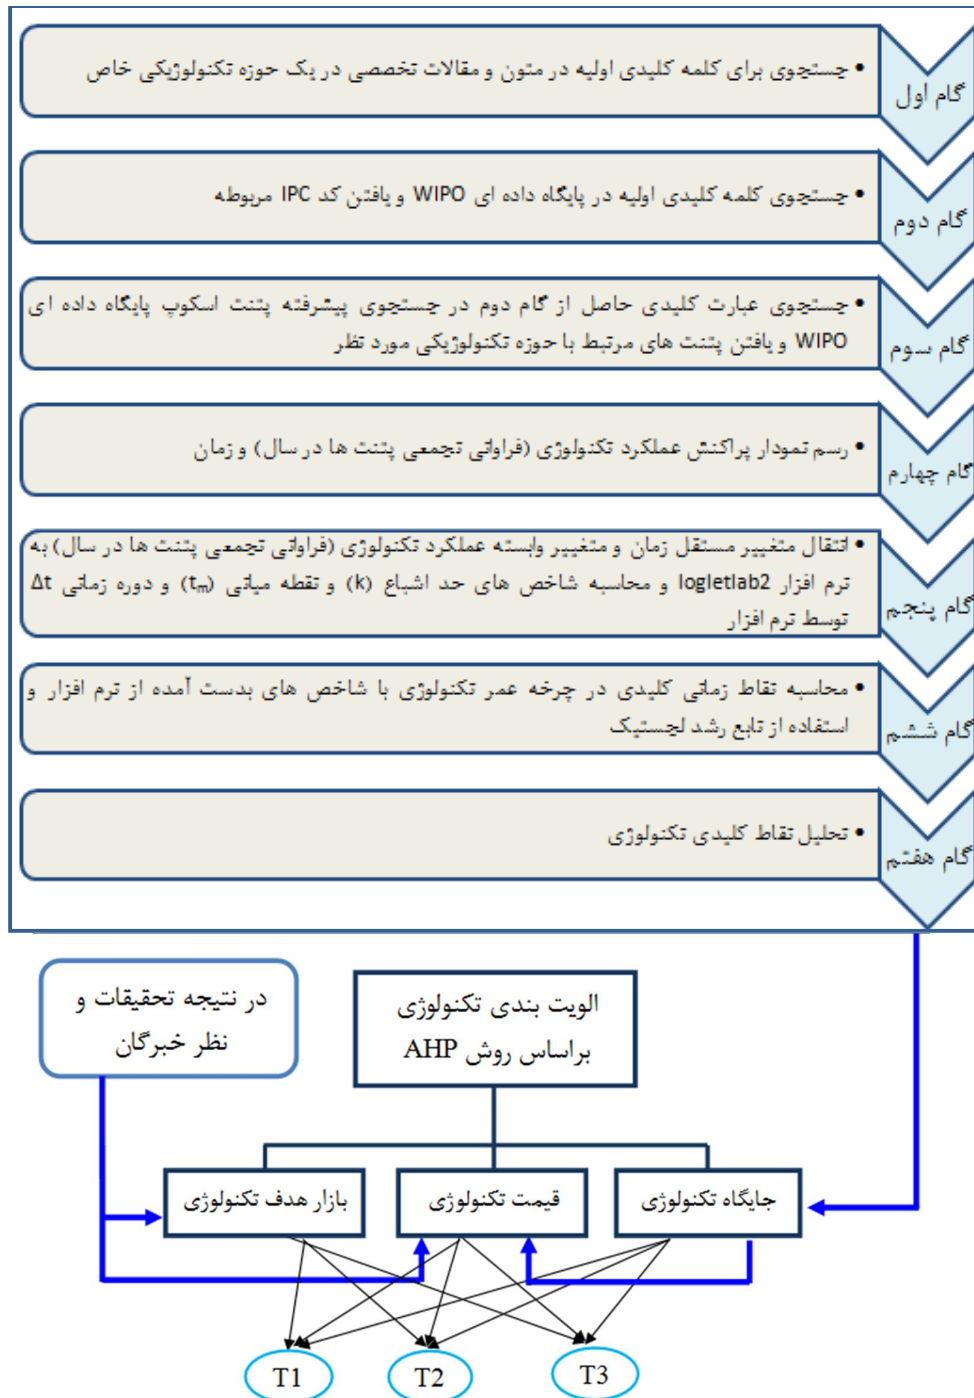 • جستجوی برای کلمه کلیدی اولیه در متون و مقالات تخصصی در یک حوزه تکنولوژیکی خاص
گام اول
• جستجوی کلمه کلیدی اولیه در پایگاه داده ای WIPO و یافتن کد IPC مربوطه
گام دوم
• جستجوی عبارت کلیدی حاصل از گام دوم در جستجوی پیشرفته پتنت اسکوپ پایگاه داده ای
WIPO و یافتن پتنت های مرتبط با حوزه تکنولوژیکی مورد نظر
گام سوم
• رسم نمودار پراکنش عملکرد تکنولوژی (فراوانی تجمعی پتنت ها در سال) و زمان
گام چهارم
• انتقال متغییر مستقل زمان و متغییر وابسته عملکرد تکنولوژی (فراوانی تجمعی پتنت ها در سال) به
نرم افزار logletlab2 و محاسبه شاخص های حد اشباع (k) و نقطه میانی (tm) و دوره زمانی Δt
توسط نرم افزار
گام پنجم
• محاسبه نقاط زمانی کلیدی در چرخه عمر تکنولوژی با شاخص های بدست آمده از نرم افزار و
استفاده از تابع رشد لجستیک
گام ششم
• تحلیل نقاط کلیدی تکنولوژی
گام هفتم
الویت بندی تکنولوژی
براساس روش AHP
در نتیجه تحقیقات و
نظر خبرگان
جایگاه تکنولوژی
قیمت تکنولوژی
بازار هدف تکنولوژی
T1
T2
T3